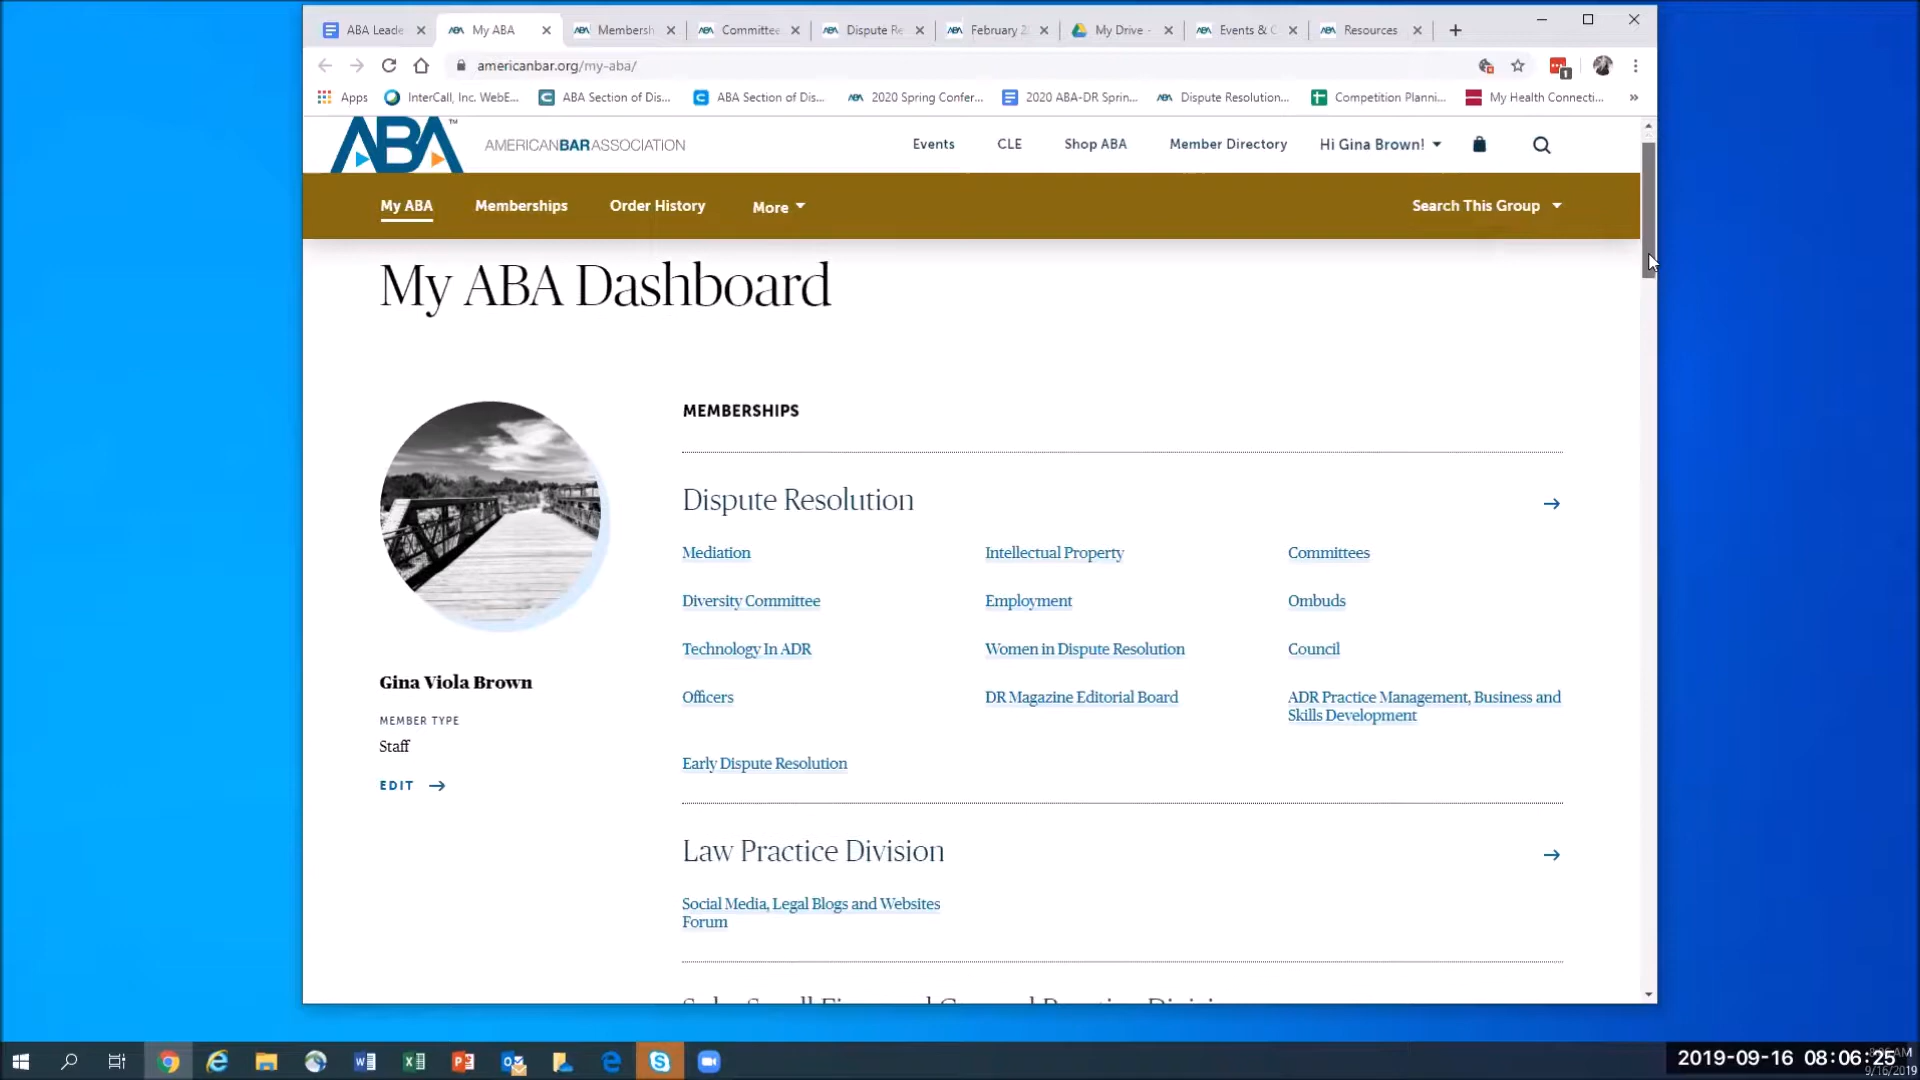 ABA Leade
My ABA
Membersh
Committee
Dispute Re
February 2
My Drive -
Events & C
Resources
americanbar.org/my-aba/
1
Apps
InterCall, Inc. WebE...
ABA Section of Dis...
ABA Section of Dis...
2020 Spring Confer...
2020 ABA-DR Sprin...
Dispute Resolution...
Competition Planni...
My Health Connecti...
»
ABA™
AMERICANBARASSOCIATION
Events
CLE
Shop ABA
Member Directory
Hi Gina Brown!
My ABA
Memberships
Order History
More
Search This Group
My ABA Dashboard
MEMBERSHIPS
Dispute Resolution
Mediation
Intellectual Property
Committees
Diversity Committee
Employment
Ombuds
Technology In ADR
Women in Dispute Resolution
Council
Officers
DR Magazine Editorial Board
ADR Practice Management, Business and
Skills Development
Early Dispute Resolution
Gina Viola Brown
MEMBER TYPE
Staff
EDIT →
Law Practice Division
Social Media, Legal Blogs and Websites
Forum
2019-09-16 08:06:25
9/16/2019